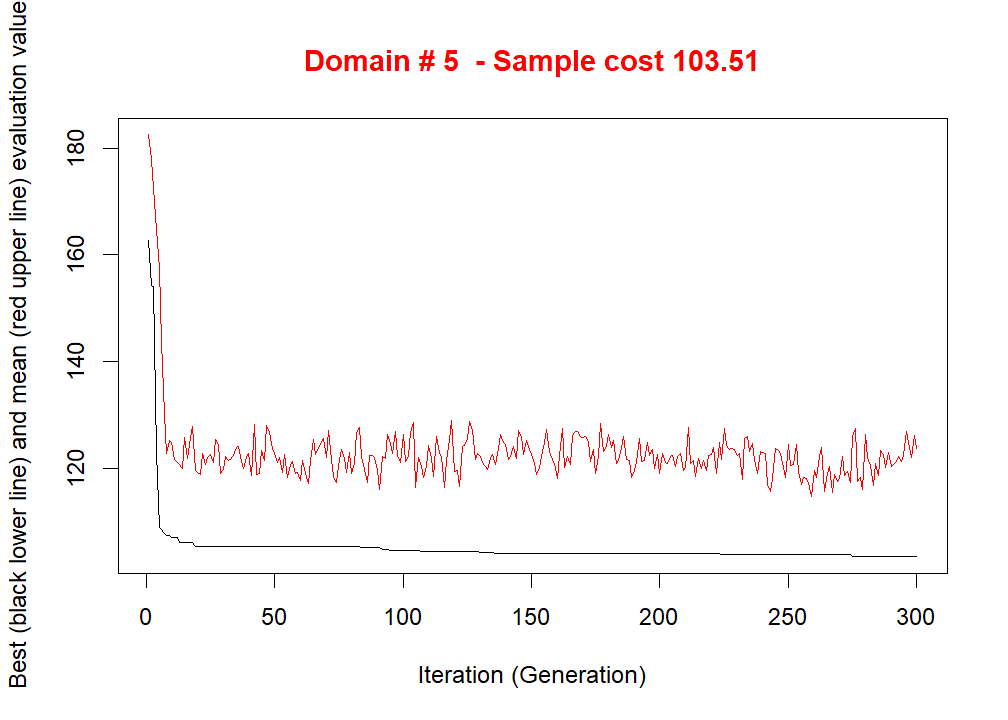 Domain # 5  - Sample cost 103.51
Best (black lower line) and mean (red upper line) evaluation value
180
160
140
120
0 50 100 150 200 250 300
Iteration (Generation)